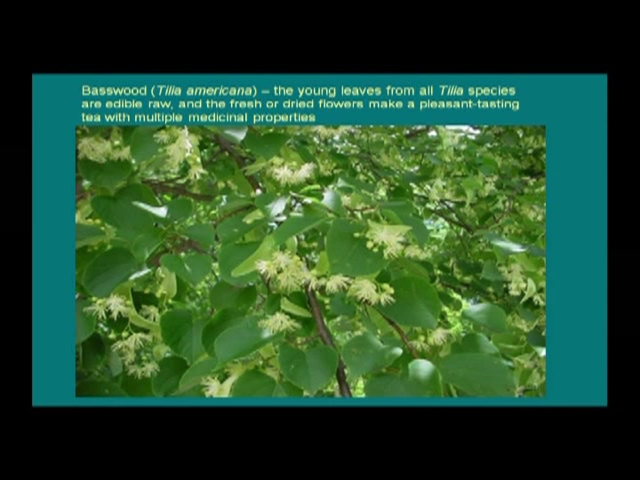 Basswood (Tilia americana) – the young leaves from all Tilia species
are edible raw, and the fresh or dried flowers make a pleasant-tasting
tea with multiple medicinal properties